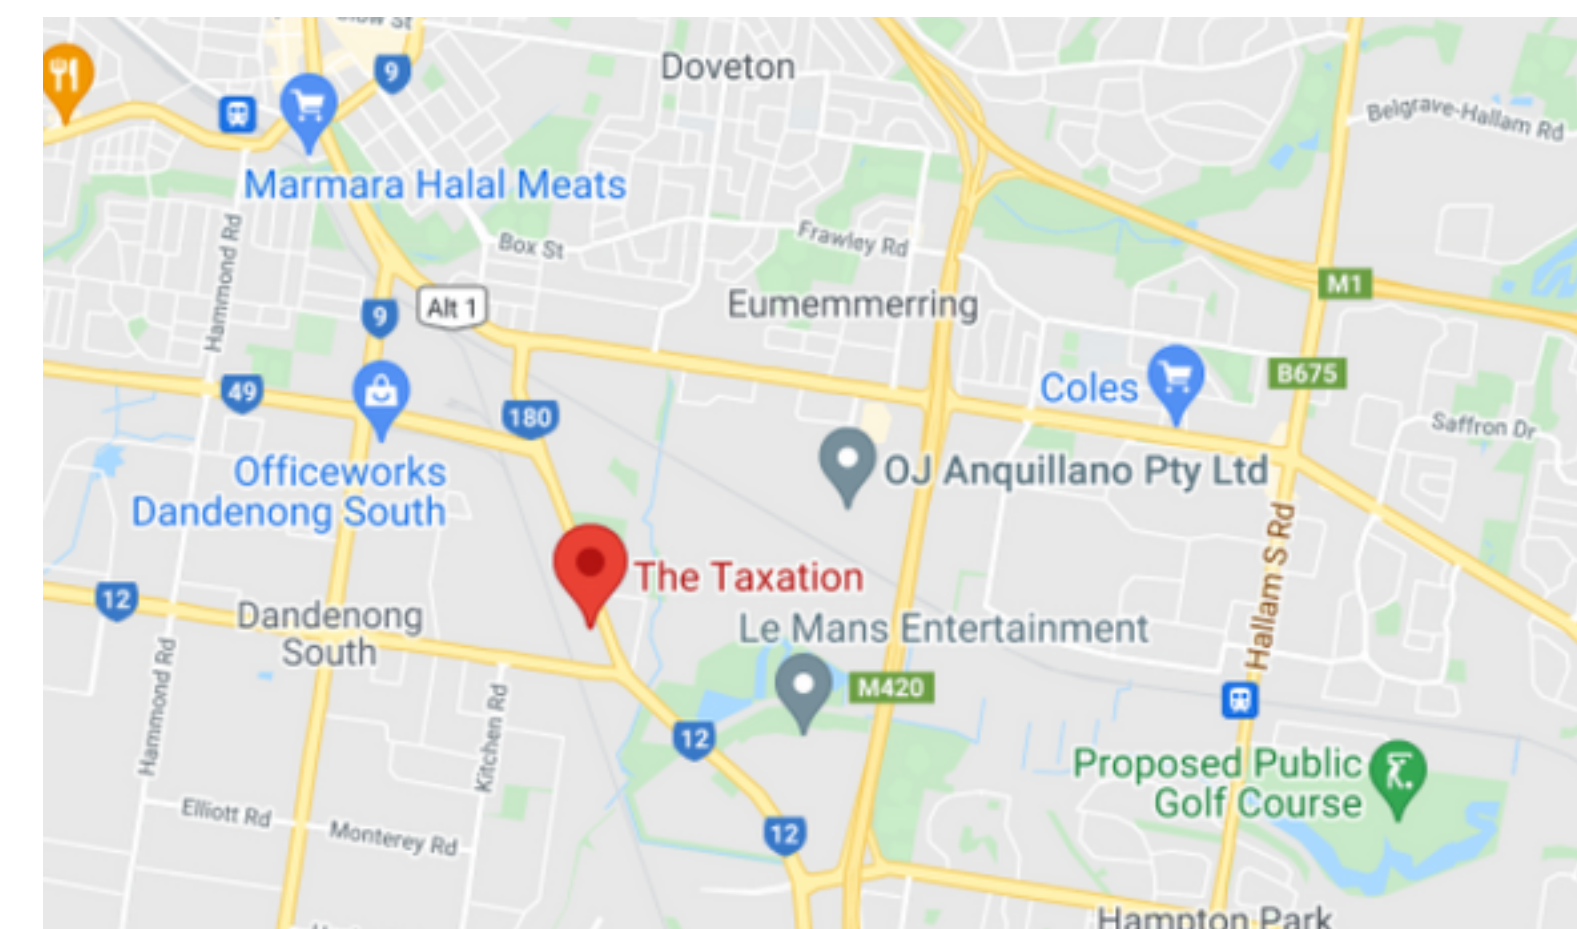 9
Doveton
Belgrave-Hallam Rd
Marmara Halal Meats
Hammond Rd
Box St
Frawley Rd
M1
9
Alt 1
Eumemmerring
B675
49
180
Coles
Saffron Dr
Officeworks
Dandenong South
OJ Anquillano Pty Ltd
Hallam S Rd
The Taxation
12
Dandenong
South
Le Mans Entertainment
M420
Hammond Rd
Kitchen Rd
12
Proposed Public
Golf Course
Elliott Rd
Monterey Rd
12
Hampton Park